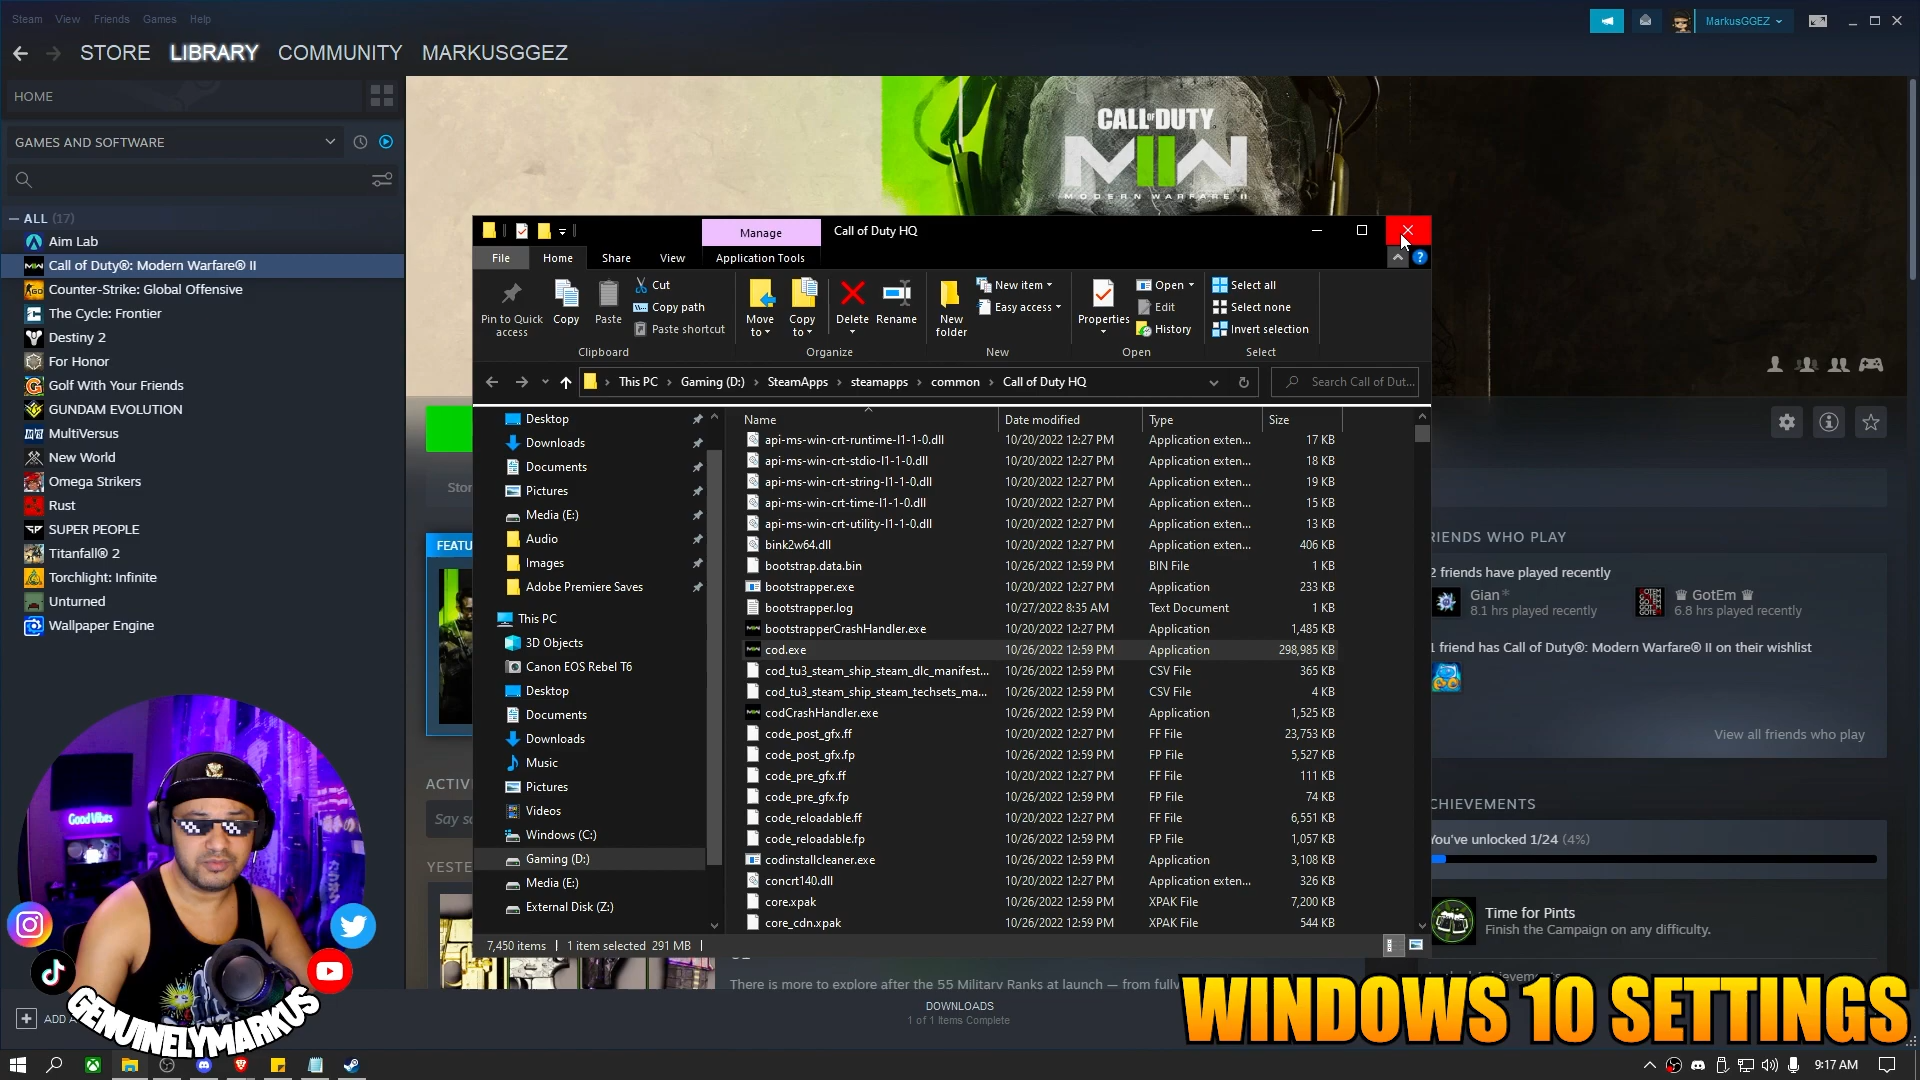 Steam View Friends Games Help
MarkusGGEZ
STORE LIBRARY COMMUNITY MARKUSGGEZ
HOME
GAMES AND SOFTWARE
ALL (17)
Aim Lab
Call of Duty®: Modern Warfare® II
Counter-Strike: Global Offensive
The Cycle: Frontier
Destiny 2
For Honor
Golf With Your Friends
GUNDAM EVOLUTION
MultiVersus
New World
Omega Strikers
Rust
SUPER PEOPLE
Titanfall® 2
Torchlight: Infinite
Unturned
Wallpaper Engine
CALL OF DUTY
MWII
MODERN WARFARE II
Manage Call of Duty HQ
File Home Share View Application Tools
Pin to Quick access
Copy
Paste
Cut
Copy path
Paste shortcut
Clipboard
Move to
Copy to
Delete
Rename
Organize
New folder
New item
Easy access
New
Properties
Open
Edit
History
Open
Select all
Select none
Invert selection
Select
This PC › Gaming (D:) › SteamApps › steamapps › common › Call of Duty HQ
Search Call of Dut...
Desktop
Downloads
Documents
Pictures
Media (E:)
Audio
Images
Adobe Premiere Saves
This PC
3D Objects
Canon EOS Rebel T6
Desktop
Documents
Downloads
Music
Pictures
Videos
Windows (C:)
Gaming (D:)
Media (E:)
External Disk (Z:)
Name Date modified Type Size
api-ms-win-crt-runtime-l1-1-0.dll 10/20/2022 12:27 PM Application exten... 17 KB
api-ms-win-crt-stdio-l1-1-0.dll 10/20/2022 12:27 PM Application exten... 18 KB
api-ms-win-crt-string-l1-1-0.dll 10/20/2022 12:27 PM Application exten... 19 KB
api-ms-win-crt-time-l1-1-0.dll 10/20/2022 12:27 PM Application exten... 15 KB
api-ms-win-crt-utility-l1-1-0.dll 10/20/2022 12:27 PM Application exten... 13 KB
bink2w64.dll 10/20/2022 12:27 PM Application exten... 406 KB
bootstrap.data.bin 10/26/2022 12:59 PM BIN File 1 KB
bootstrapper.exe 10/20/2022 12:27 PM Application 233 KB
bootstrapper.log 10/27/2022 8:35 AM Text Document 1 KB
bootstrapperCrashHandler.exe 10/20/2022 12:27 PM Application 1,485 KB
cod.exe 10/26/2022 12:59 PM Application 298,985 KB
cod_tu3_steam_ship_steam_dlc_manifest... 10/26/2022 12:59 PM CSV File 365 KB
cod_tu3_steam_ship_steam_techsets_ma... 10/26/2022 12:59 PM CSV File 4 KB
codCrashHandler.exe 10/26/2022 12:59 PM Application 1,525 KB
code_post_gfx.ff 10/20/2022 12:27 PM FF File 23,753 KB
code_post_gfx.fp 10/26/2022 12:59 PM FP File 5,527 KB
code_pre_gfx.ff 10/20/2022 12:27 PM FF File 111 KB
code_pre_gfx.fp 10/26/2022 12:59 PM FP File 74 KB
code_reloadable.ff 10/20/2022 12:27 PM FF File 6,551 KB
code_reloadable.fp 10/26/2022 12:59 PM FP File 1,057 KB
codinstallcleaner.exe 10/26/2022 12:59 PM Application 3,108 KB
concrt140.dll 10/20/2022 12:27 PM Application exten... 326 KB
core.xpak 10/26/2022 12:59 PM XPAK File 7,200 KB
core_cdn.xpak 10/26/2022 12:59 PM XPAK File 544 KB
7,450 items 1 item selected 291 MB
Stor
FEATU
ACTIV
Say so
YESTE
RIENDS WHO PLAY
2 friends have played recently
Gian*
8.1 hrs played recently
GotEm
6.8 hrs played recently
1 friend has Call of Duty®: Modern Warfare® II on their wishlist
View all friends who play
CHIEVEMENTS
You've unlocked 1/24 (4%)
Time for Pints
Finish the Campaign on any difficulty.
There is more to explore after the 55 Military Ranks at launch — from fully
DOWNLOADS
1 of 1 Items Complete
ADD A
Good Vibes
GENUINELYMARKUS
WINDOWS 10 SETTINGS
9:17 AM